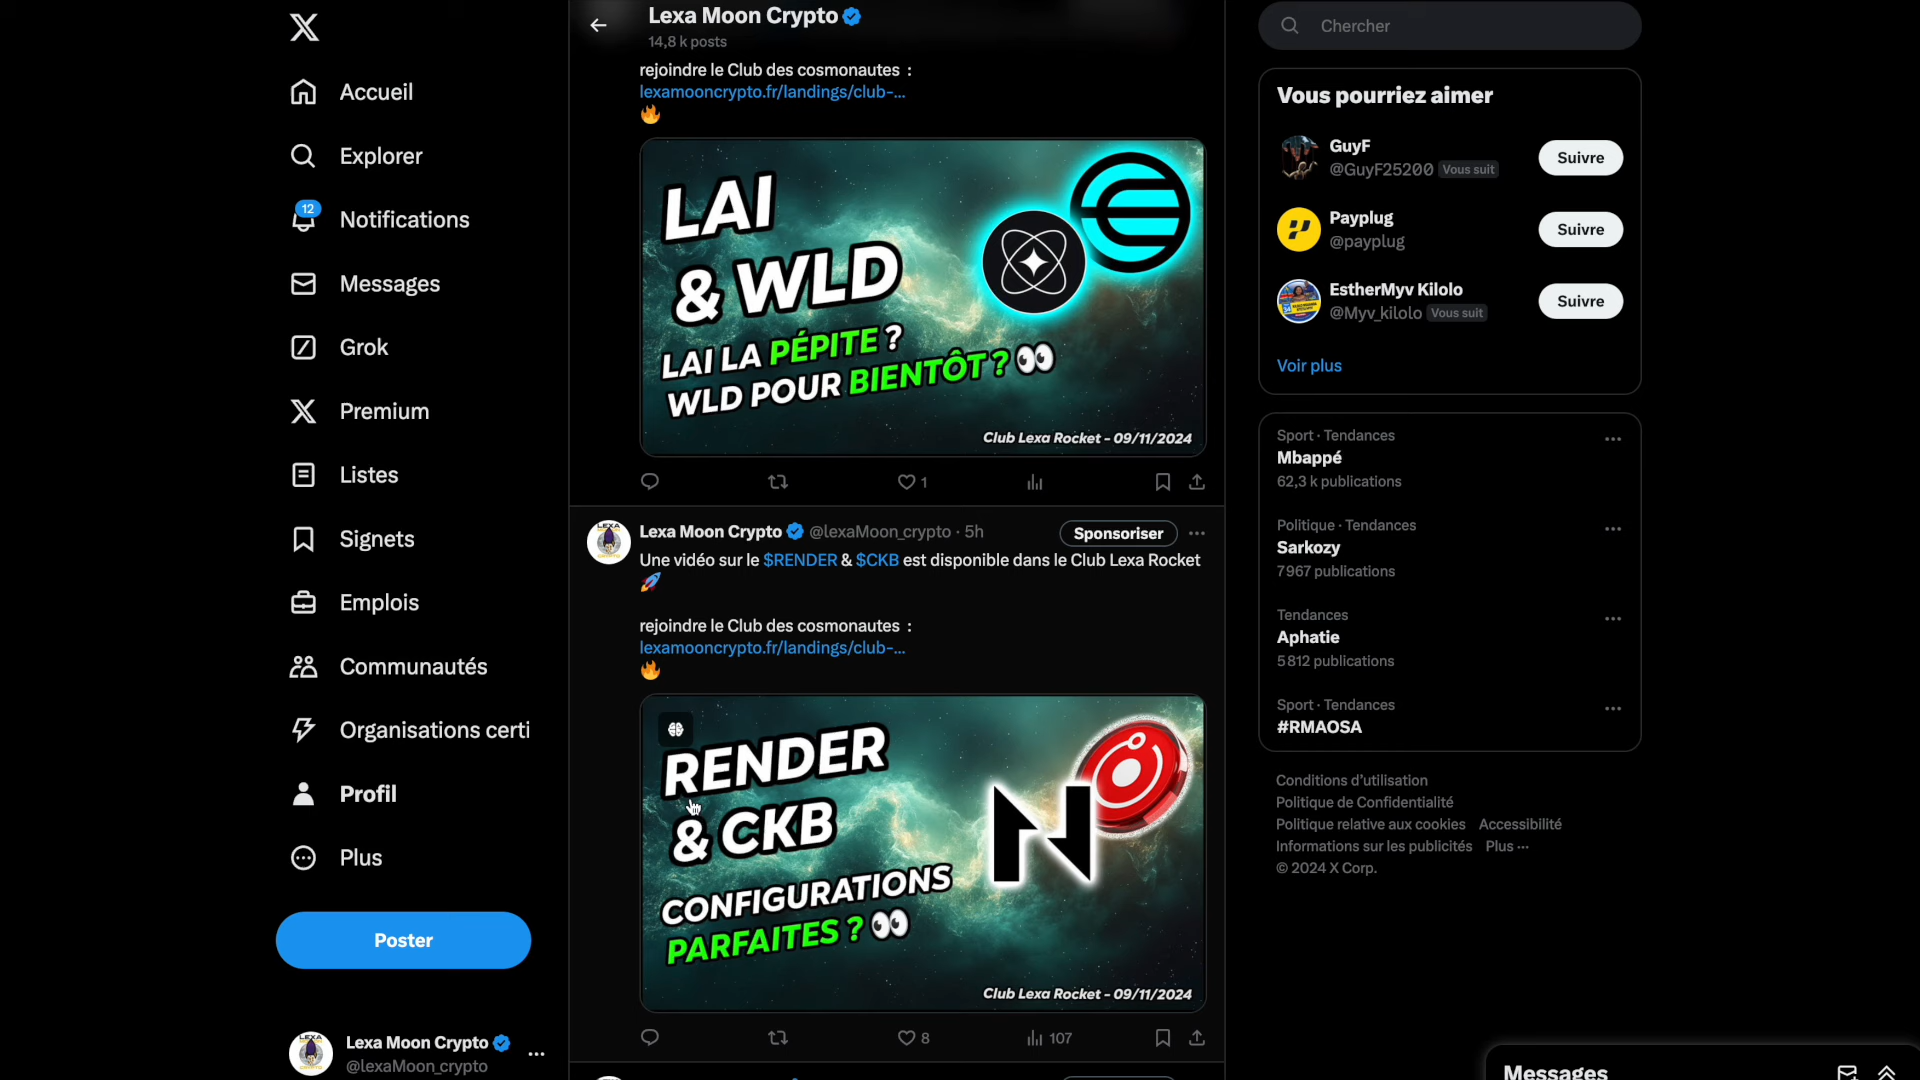 Accueil
Explorer
12
Notifications
Messages
Grok
Premium
Listes
Signets
Emplois
Communautés
Organisations certi
Profil
Plus
Poster
Lexa Moon Crypto
@lexaMoon_crypto
Lexa Moon Crypto
14,8 k posts
rejoindre le Club des cosmonautes :
lexamooncrypto.fr/landings/club-...
🔥
LAI
& WLD
LAI LA PÉPITE ?
WLD POUR BIENTÔT ? 👀
Club Lexa Rocket - 09/11/2024
1
Lexa Moon Crypto @lexaMoon_crypto · 5h
Sponsoriser
Une vidéo sur le $RENDER & $CKB est disponible dans le Club Lexa Rocket
🚀
rejoindre le Club des cosmonautes :
lexamooncrypto.fr/landings/club-...
🔥
RENDER
& CKB
CONFIGURATIONS
PARFAITES ? 👀
Club Lexa Rocket - 09/11/2024
8
107
Chercher
Vous pourriez aimer
GuyF
@GuyF25200 Vous suit
Suivre
Payplug
@payplug
Suivre
EstherMyv Kilolo
@Myv_kilolo Vous suit
Suivre
Voir plus
Sport · Tendances
Mbappé
62,3 k publications
Politique · Tendances
Sarkozy
7 967 publications
Tendances
Aphatie
5 812 publications
Sport · Tendances
#RMAOSA
Conditions d’utilisation
Politique de Confidentialité
Politique relative aux cookies Accessibilité
Informations sur les publicités Plus ···
© 2024 X Corp.
Messages